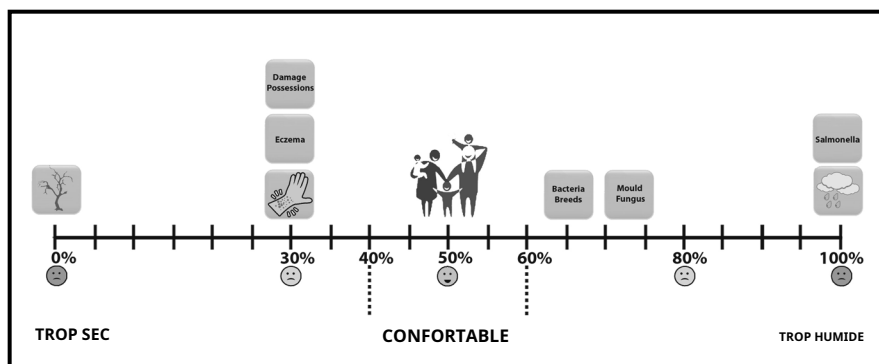 Damage
Possessions
Eczema
Salmonella
Bacteria
Breeds
Mould
Fungus
0%
30%
40%
50%
60%
80%
100%
TROP SEC
CONFORTABLE
TROP HUMIDE